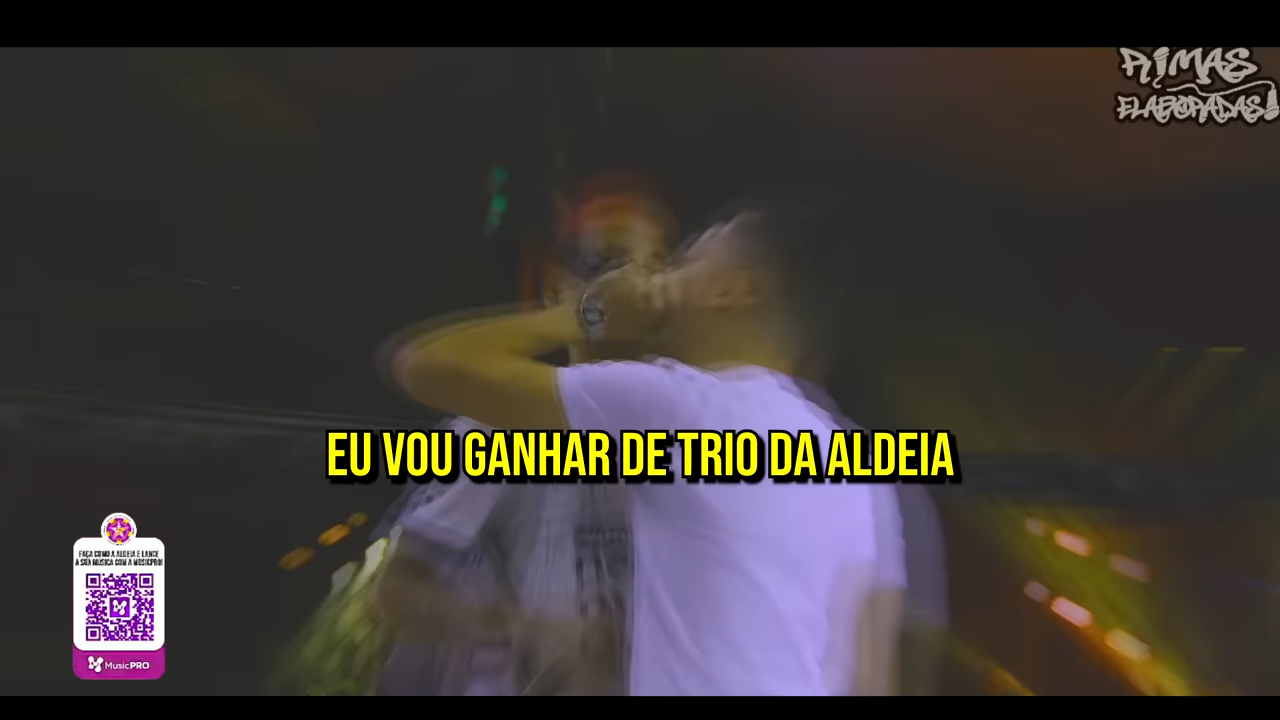 RIMAS
ELABORADAS!
EU VOU GANHAR DE TRIO DA ALDEIA
FAÇA COMO A ALDEIA E LANCE
A SUA MÚSICA COM A MUSICPRO!
MusicPRO